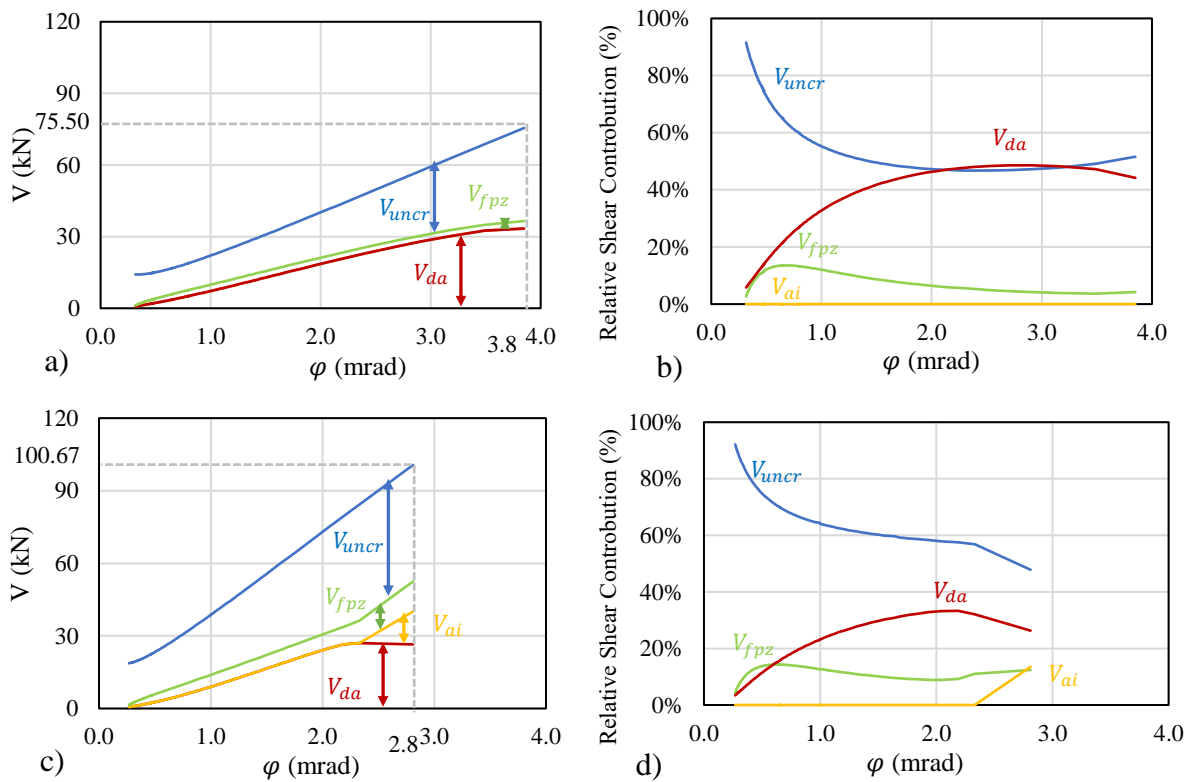 120
90
75.50
60
30
0
V (kN)
V_uncr
V_fpz
V_da
0.0 1.0 2.0 3.0 3.8 4.0
φ (mrad)
a)
100%
80%
60%
40%
20%
0%
Relative Shear Controbution (%)
V_uncr
V_da
V_fpz
V_ai
0.0 1.0 2.0 3.0 4.0
φ (mrad)
b)
120
100.67
90
60
30
0
V (kN)
V_uncr
V_fpz
V_ai
V_da
0.0 1.0 2.0 2.8 3.0 4.0
φ (mrad)
c)
100%
80%
60%
40%
20%
0%
Relative Shear Controbution (%)
V_uncr
V_da
V_fpz
V_ai
0.0 1.0 2.0 3.0 4.0
φ (mrad)
d)